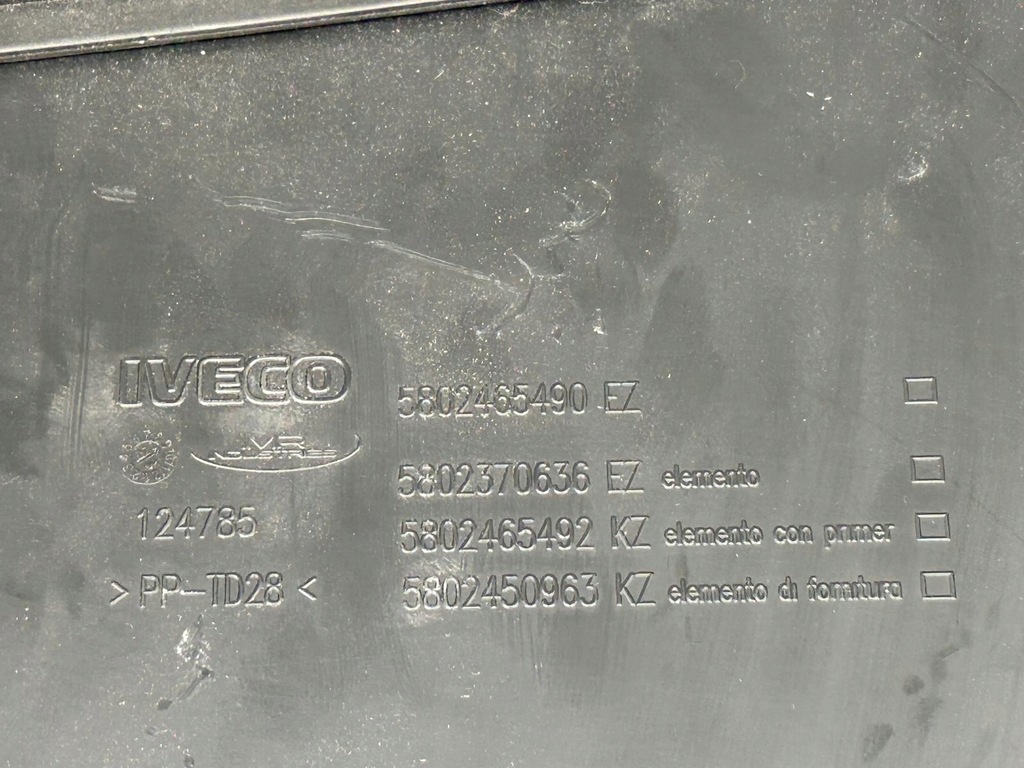 IVECO
5802465490 EZ
5802370636 EZ elemento
124785
5802465492 KZ elemento con primer
>PP-TD28<
5802450963 KZ elemento di fornitura